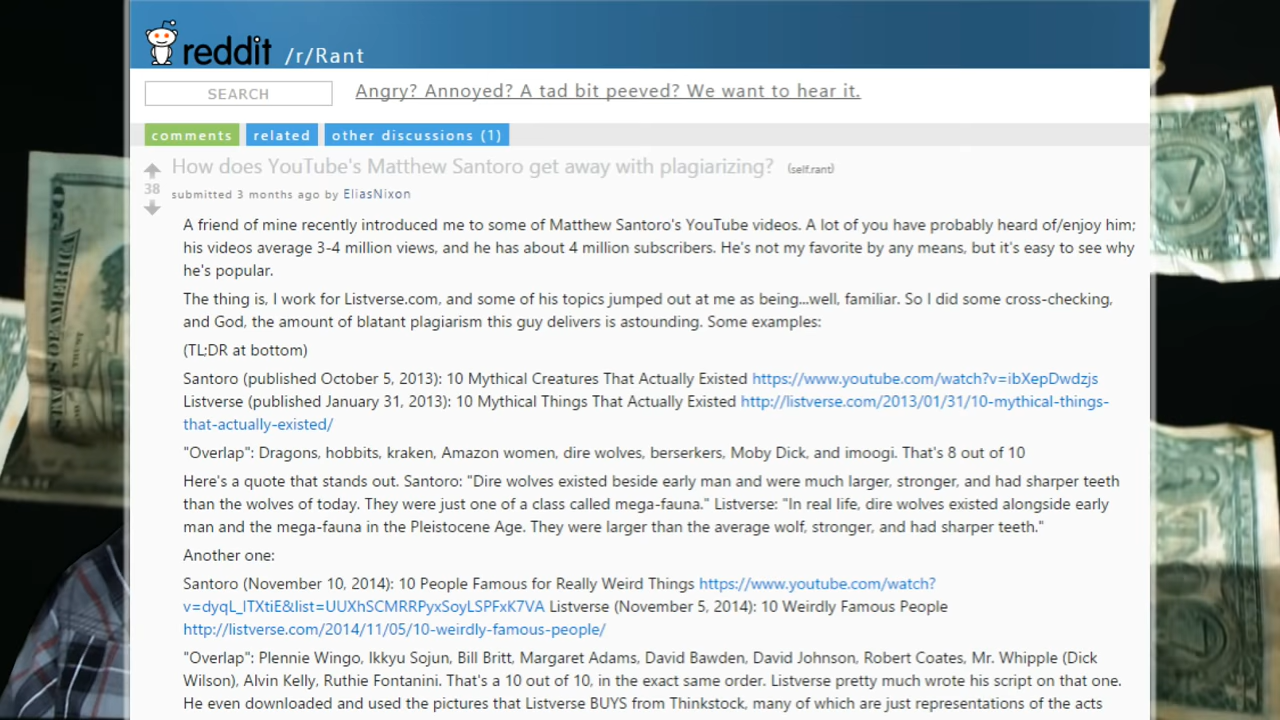 reddit /r/Rant
SEARCH
Angry? Annoyed? A tad bit peeved? We want to hear it.
comments related other discussions (1)
How does YouTube's Matthew Santoro get away with plagiarizing? (self.rant)
38
submitted 3 months ago by EliasNixon
A friend of mine recently introduced me to some of Matthew Santoro's YouTube videos. A lot of you have probably heard of/enjoy him;
his videos average 3-4 million views, and he has about 4 million subscribers. He's not my favorite by any means, but it's easy to see why
he's popular.
The thing is, I work for Listverse.com, and some of his topics jumped out at me as being...well, familiar. So I did some cross-checking,
and God, the amount of blatant plagiarism this guy delivers is astounding. Some examples:
(TL;DR at bottom)
Santoro (published October 5, 2013): 10 Mythical Creatures That Actually Existed https://www.youtube.com/watch?v=ibXepDwdzjs
Listverse (published January 31, 2013): 10 Mythical Things That Actually Existed http://listverse.com/2013/01/31/10-mythical-things-
that-actually-existed/
"Overlap": Dragons, hobbits, kraken, Amazon women, dire wolves, berserkers, Moby Dick, and imoogi. That's 8 out of 10
Here's a quote that stands out. Santoro: "Dire wolves existed beside early man and were much larger, stronger, and had sharper teeth
than the wolves of today. They were just one of a class called mega-fauna." Listverse: "In real life, dire wolves existed alongside early
man and the mega-fauna in the Pleistocene Age. They were larger than the average wolf, stronger, and had sharper teeth."
Another one:
Santoro (November 10, 2014): 10 People Famous for Really Weird Things https://www.youtube.com/watch?
v=dyqL_ITXtiE&list=UUXhSCMRRPyxSoyLSPFxK7VA Listverse (November 5, 2014): 10 Weirdly Famous People
http://listverse.com/2014/11/05/10-weirdly-famous-people/
"Overlap": Plennie Wingo, Ikkyu Sojun, Bill Britt, Margaret Adams, David Bawden, David Johnson, Robert Coates, Mr. Whipple (Dick
Wilson), Alvin Kelly, Ruthie Fontanini. That's a 10 out of 10, in the exact same order. Listverse pretty much wrote his script on that one.
He even downloaded and used the pictures that Listverse BUYS from Thinkstock, many of which are just representations of the acts